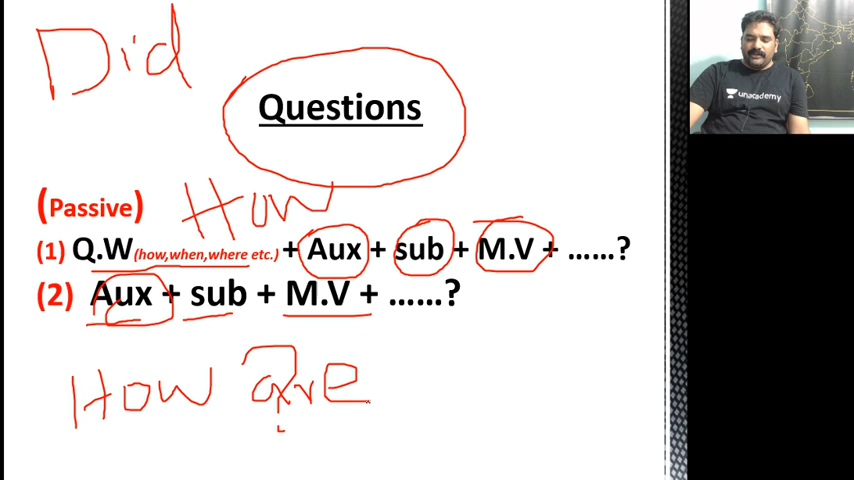 Did
Questions
(Passive) How
(1) Q.W(how,when,where etc.) + Aux + sub + M.V + ......?
(2) Aux + sub + M.V + ......?
How are
unacademy